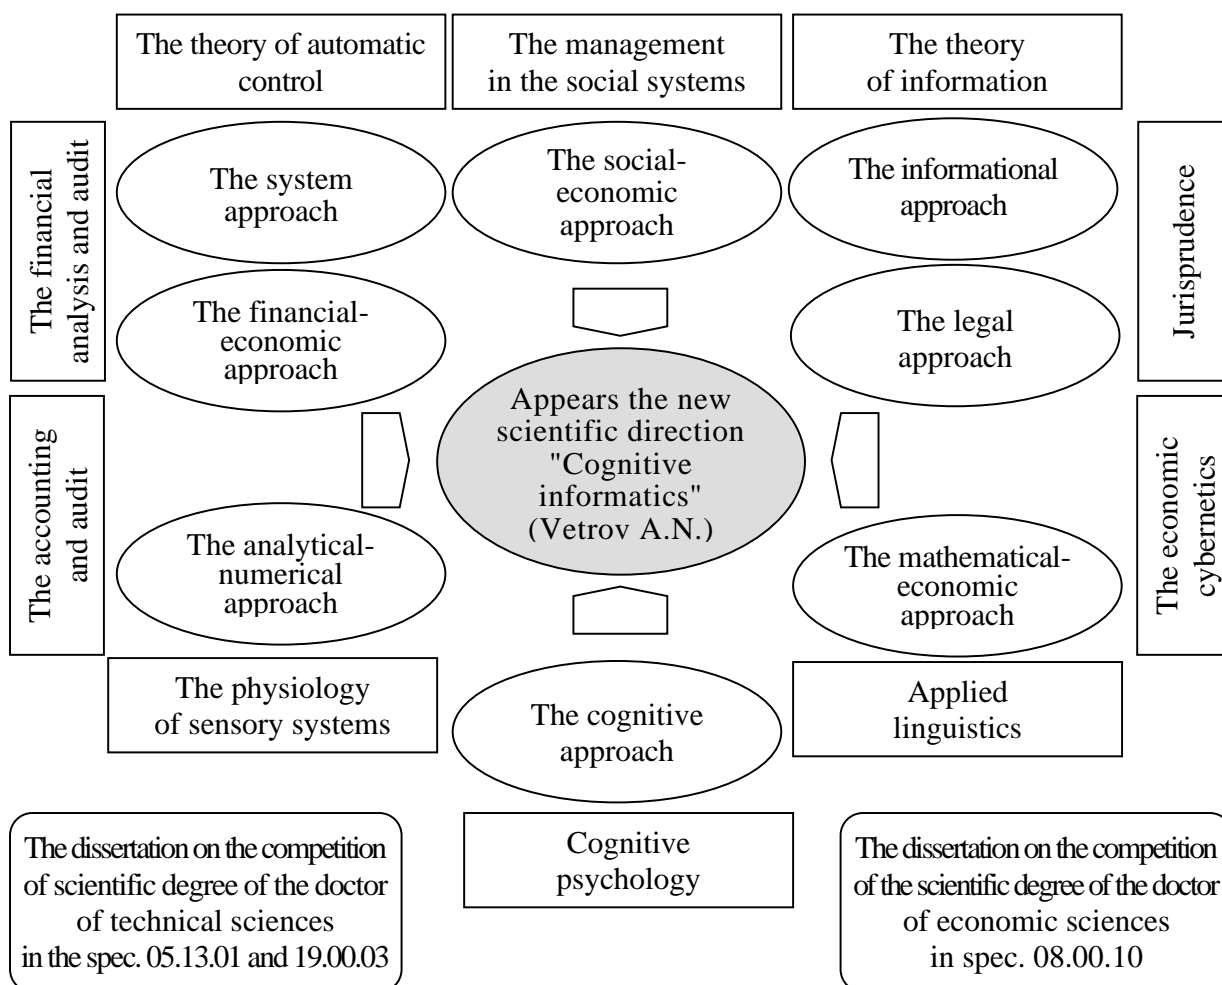 The theory of automatic
control
The management
in the social systems
The theory
of information
The financial
analysis and audit
The system
approach
The social-
economic
approach
The informational
approach
Jurisprudence
The financial-
economic
approach
The legal
approach
Appears the new
scientific direction
"Cognitive
informatics"
(Vetrov A.N.)
The accounting
and audit
The analytical-
numerical
approach
The mathematical-
economic
approach
The economic
cybernetics
The physiology
of sensory systems
The cognitive
approach
Applied
linguistics
The dissertation on the competition
of scientific degree of the doctor
of technical sciences
in the spec. 05.13.01 and 19.00.03
Cognitive
psychology
The dissertation on the competition
of the scientific degree of the doctor
of economic sciences
in spec. 08.00.10